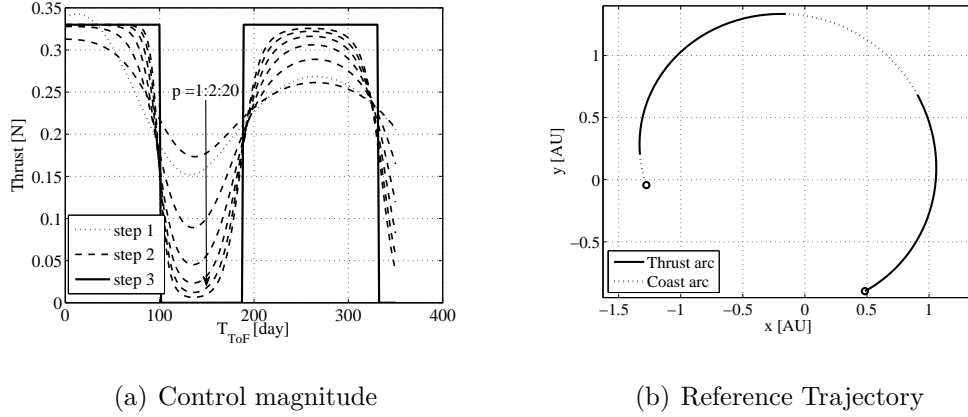 0.35
0.3
0.25
0.2
0.15
0.1
0.05
0
Thrust [N]
p =1:2:20
step 1
step 2
step 3
0 100 200 300 400
T_ToF [day]
(a) Control magnitude
1
0.5
0
−0.5
y [AU]
Thrust arc
Coast arc
−1.5 −1 −0.5 0 0.5 1
x [AU]
(b) Reference Trajectory